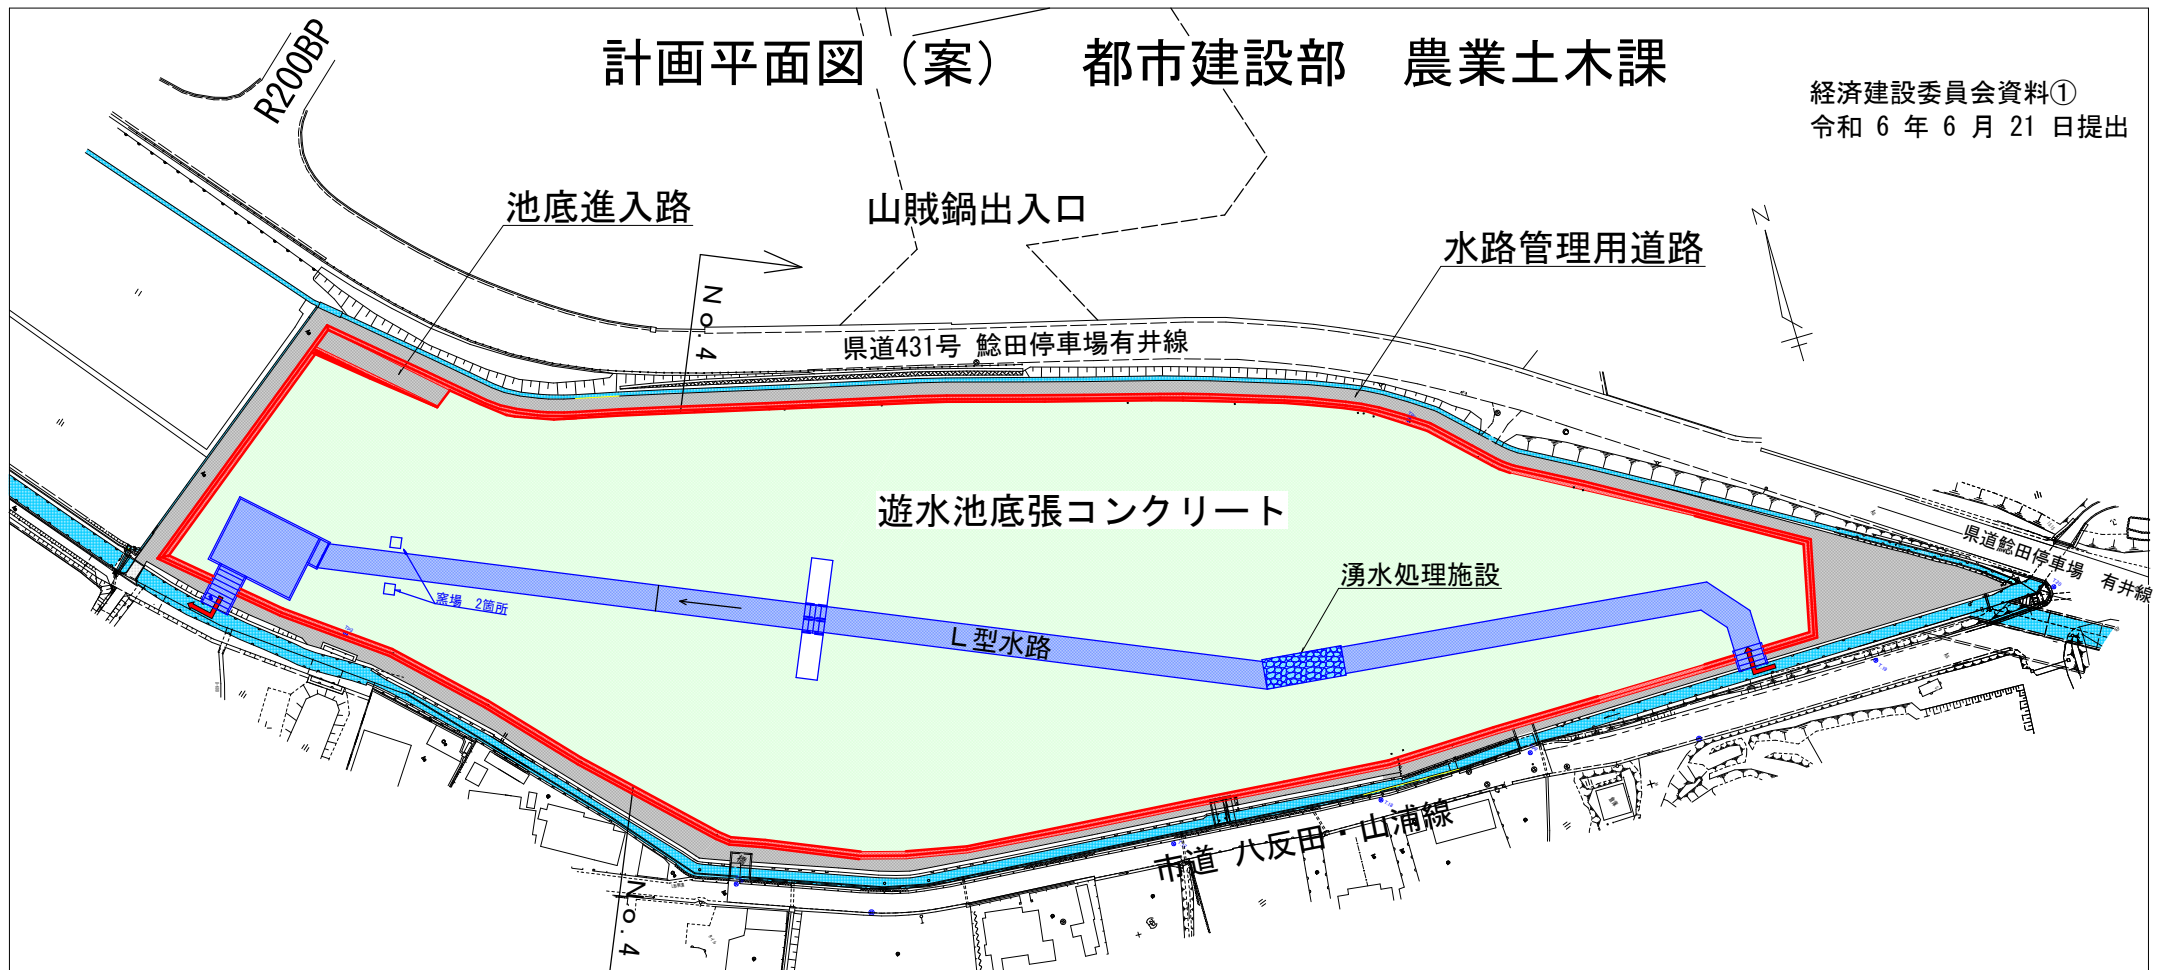 計画平面図（案）　都市建設部　農業土木課
経済建設委員会資料①
令和 6 年 6 月 21 日提出
R200BP
池底進入路
山賊鍋出入口
水路管理用道路
N
No.4
県道431号 鯰田停車場有井線
遊水池底張コンクリート
県道鯰田停車場 有井線
湧水処理施設
窯場 2箇所
L型水路
市道 八反田・山浦線
No.4